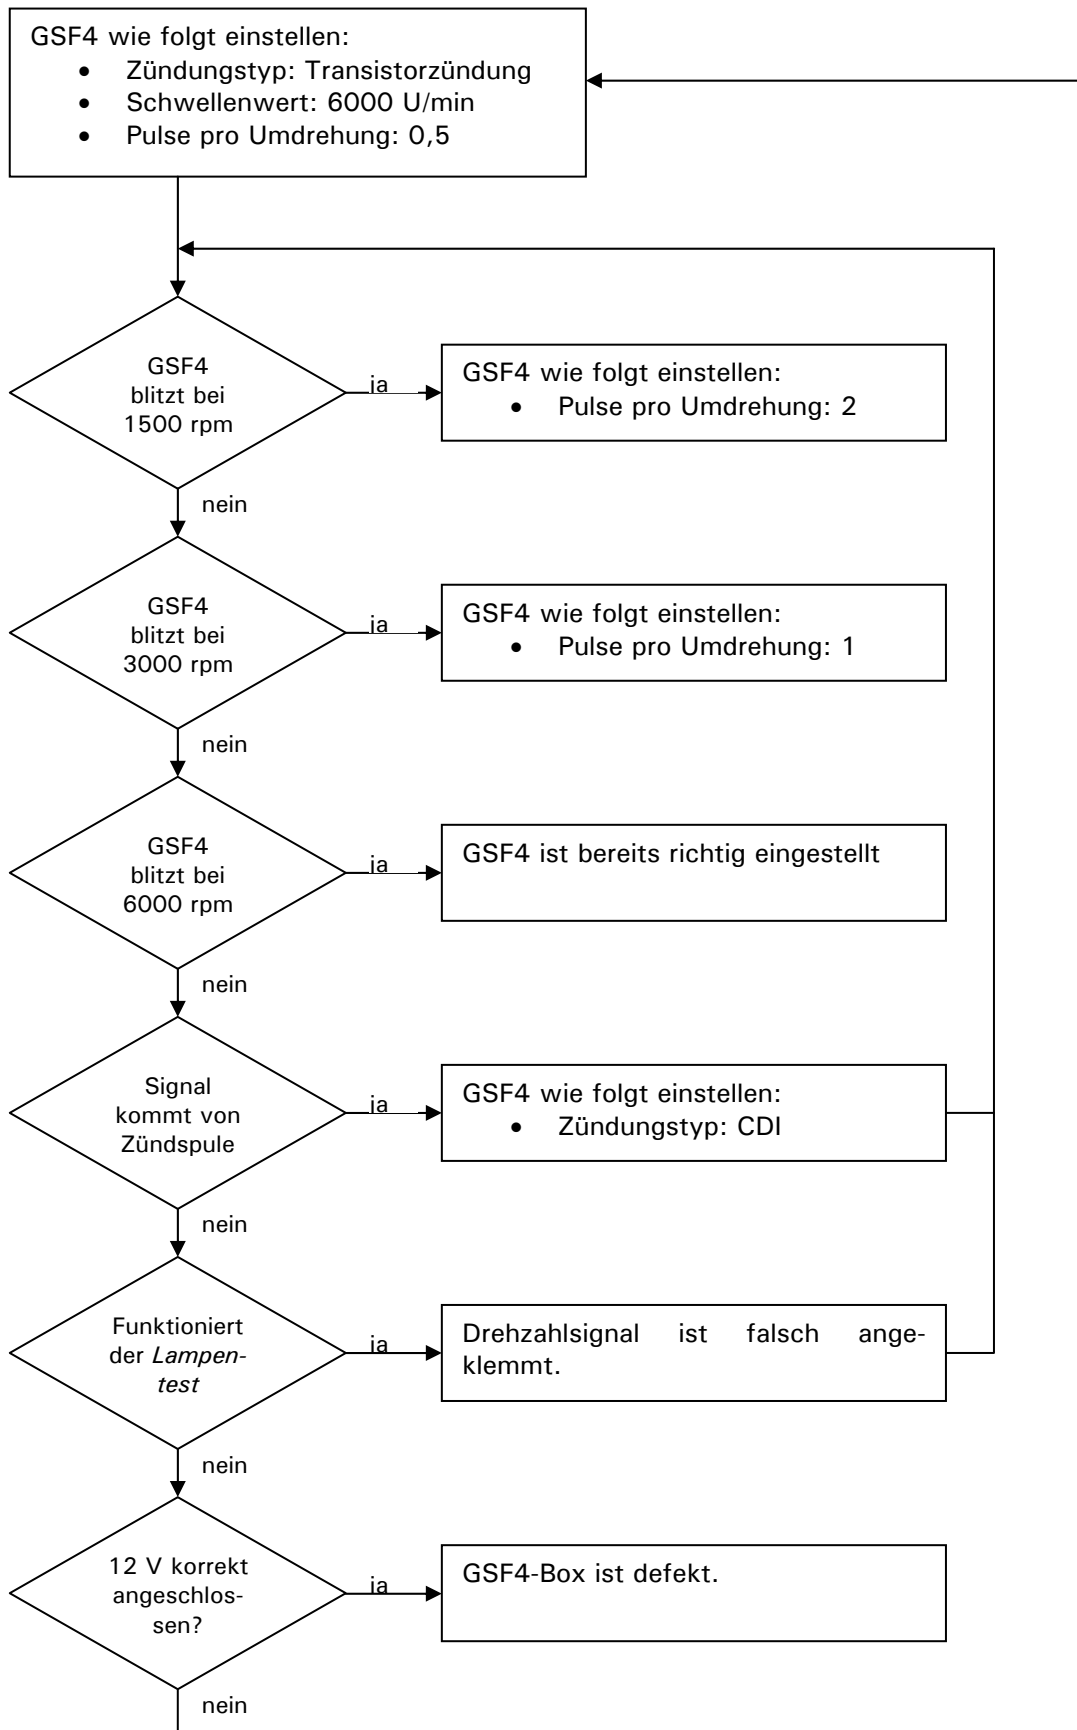 GSF4 wie folgt einstellen:
• Zündungstyp: Transistorzündung
• Schwellenwert: 6000 U/min
• Pulse pro Umdrehung: 0,5
GSF4
blitzt bei
1500 rpm
ja
GSF4 wie folgt einstellen:
• Pulse pro Umdrehung: 2
nein
GSF4
blitzt bei
3000 rpm
ja
GSF4 wie folgt einstellen:
• Pulse pro Umdrehung: 1
nein
GSF4
blitzt bei
6000 rpm
ja
GSF4 ist bereits richtig eingestellt
nein
Signal
kommt von
Zündspule
ja
GSF4 wie folgt einstellen:
• Zündungstyp: CDI
nein
Funktioniert
der Lampen-
test
ja
Drehzahlsignal ist falsch ange-
klemmt.
nein
12 V korrekt
angeschlos-
sen?
ja
GSF4-Box ist defekt.
nein